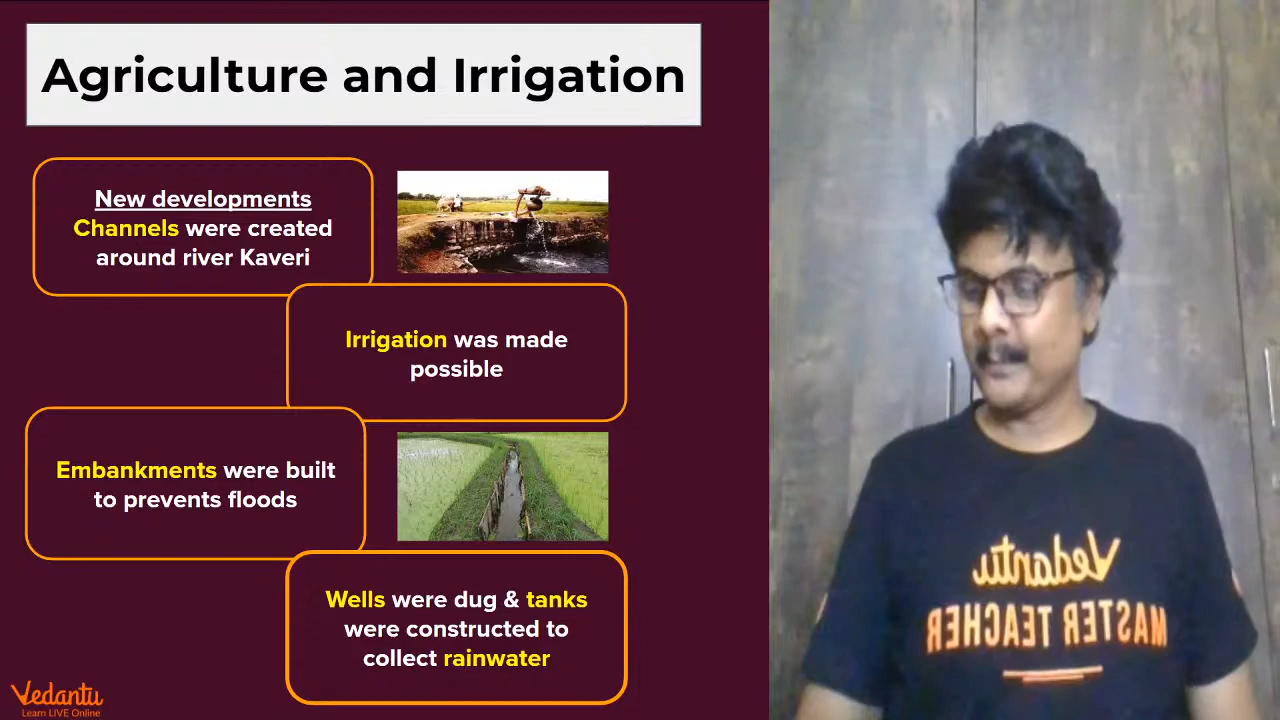 Agriculture and Irrigation
New developments
Channels were created
around river Kaveri
Irrigation was made
possible
Embankments were built
to prevents floods
Wells were dug & tanks
were constructed to
collect rainwater
Vedantu
Learn LIVE Online
Vedantu
MASTER TEACHER